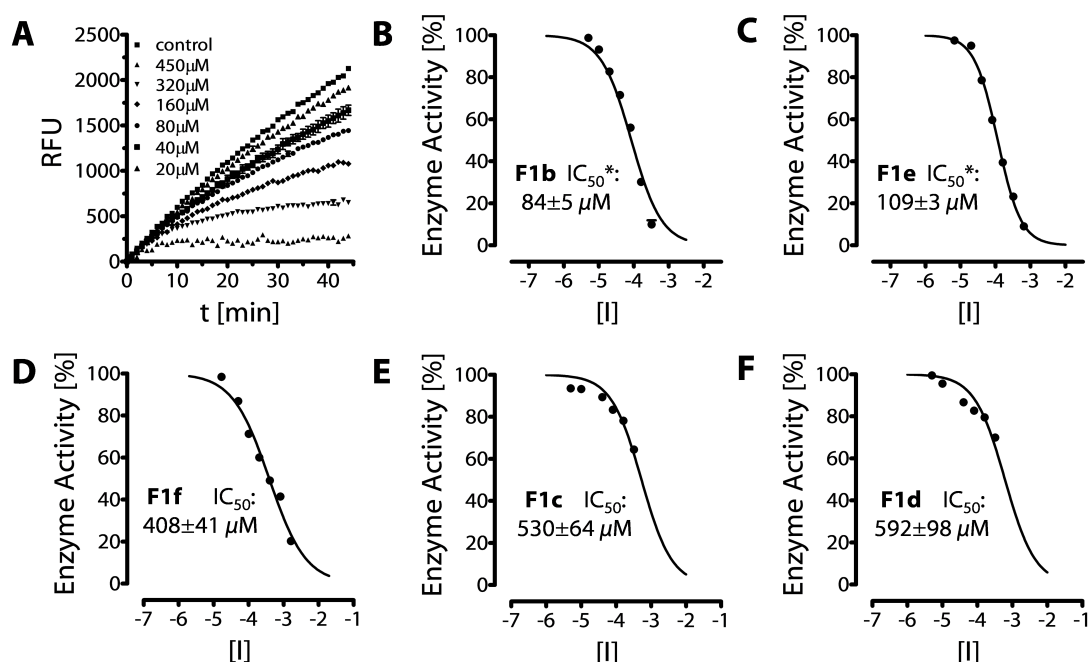 A
RFU
2500
2000
1500
1000
500
0
control
450µM
320µM
160µM
80µM
40µM
20µM
0 10 20 30 40
t [min]
B
Enzyme Activity [%]
100
80
60
40
20
0
F1b IC50*:
84±5 µM
-7 -6 -5 -4 -3 -2
[I]
C
Enzyme Activity [%]
100
80
60
40
20
0
F1e IC50*:
109±3 µM
-7 -6 -5 -4 -3 -2
[I]
D
Enzyme Activity [%]
100
80
60
40
20
0
F1f IC50:
408±41 µM
-7 -6 -5 -4 -3 -2 -1
[I]
E
Enzyme Activity [%]
100
80
60
40
20
0
F1c IC50:
530±64 µM
-7 -6 -5 -4 -3 -2 -1
[I]
F
Enzyme Activity [%]
100
80
60
40
20
0
F1d IC50:
592±98 µM
-7 -6 -5 -4 -3 -2 -1
[I]